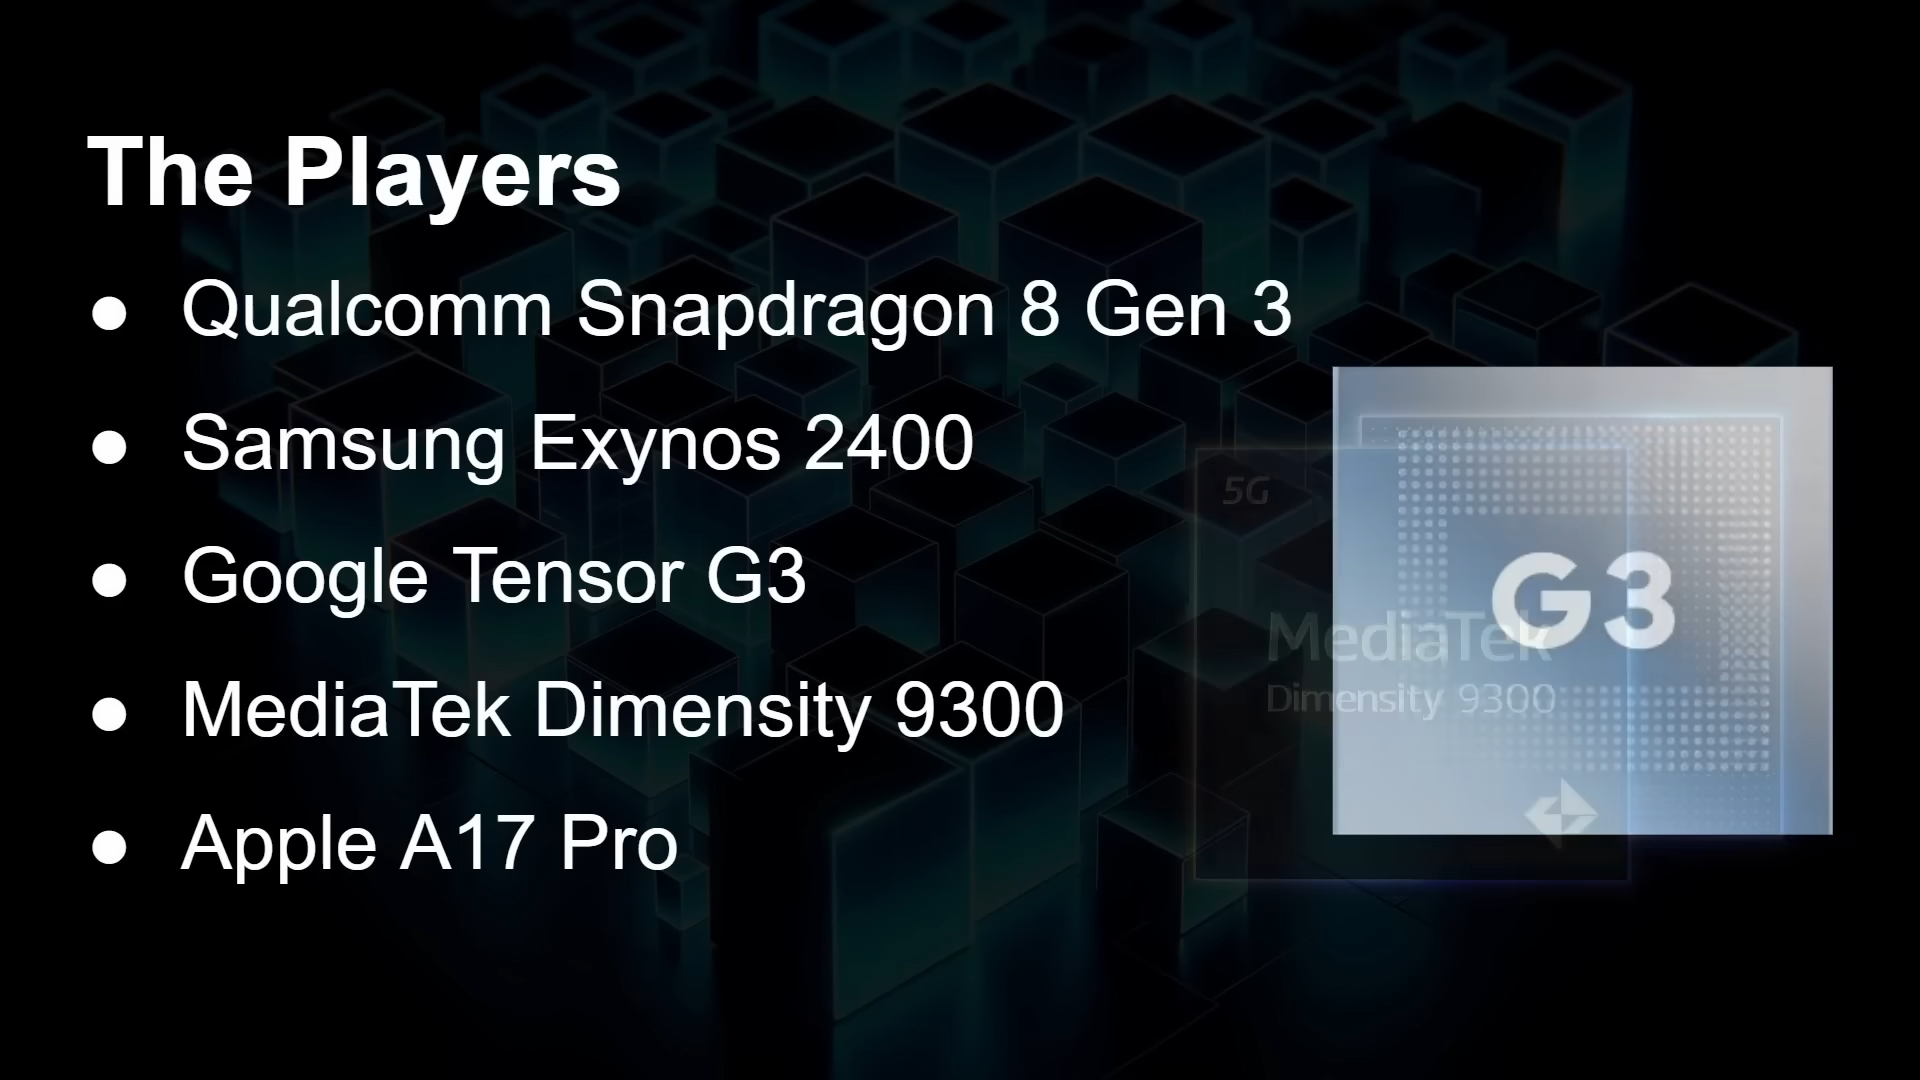 The Players
● Qualcomm Snapdragon 8 Gen 3
● Samsung Exynos 2400
● Google Tensor G3
● MediaTek Dimensity 9300
● Apple A17 Pro
5G
G3
MediaTek
Dimensity 9300